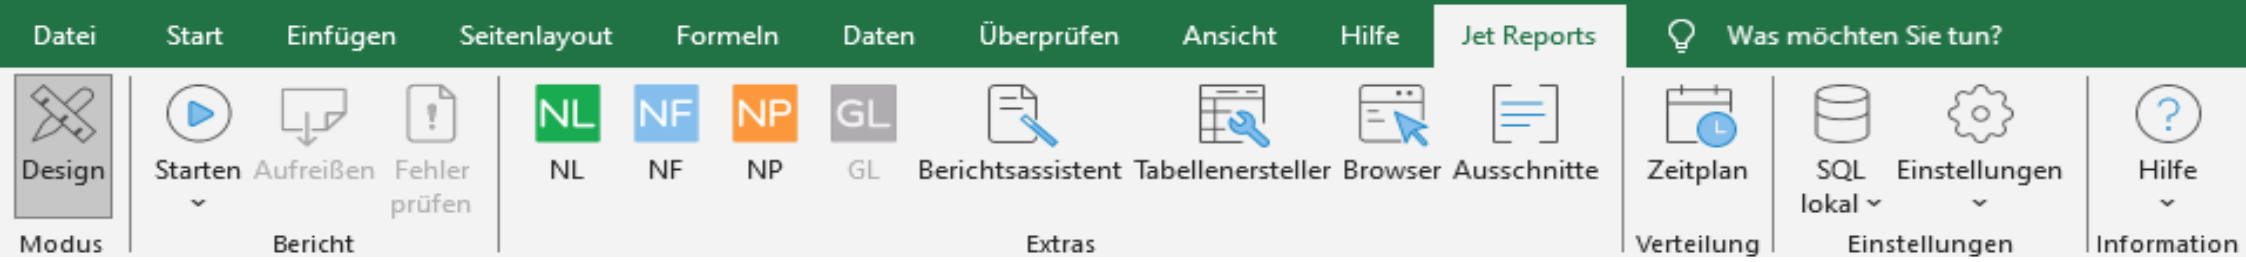 Datei Start Einfügen Seitenlayout Formeln Daten Überprüfen Ansicht Hilfe Jet Reports Was möchten Sie tun?
NL NF NP GL
Design Starten Aufreißen Fehler NL NF NP GL Berichtsassistent Tabellenersteller Browser Ausschnitte Zeitplan SQL Einstellungen Hilfe
prüfen lokal
Modus Bericht Extras Verteilung Einstellungen Information